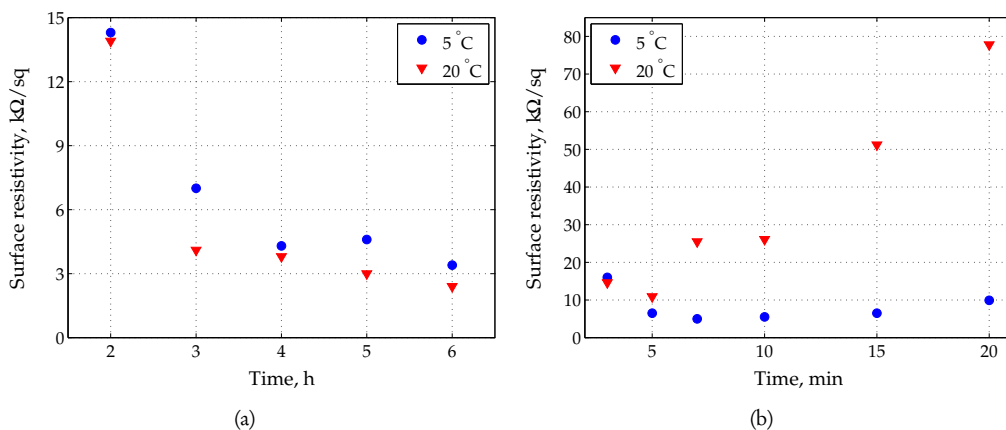 15
12
9
6
3
0
Surface resistivity, kΩ/sq
5 °C
20 °C
2 3 4 5 6
Time, h
(a)
80
70
60
50
40
30
20
10
0
Surface resistivity, kΩ/sq
5 °C
20 °C
5 10 15 20
Time, min
(b)